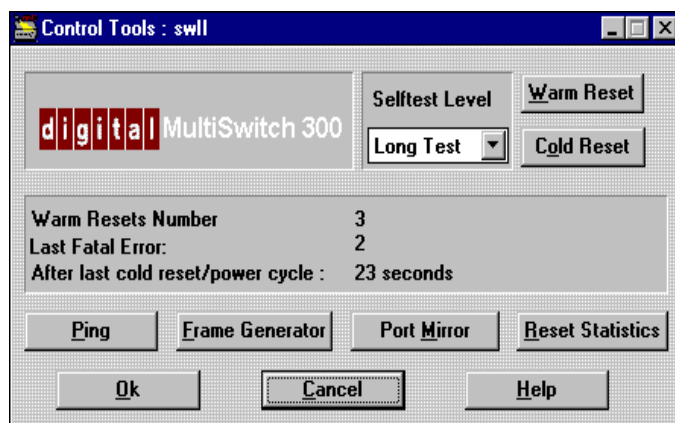 Control Tools : swll
digital MultiSwitch 300
Selftest Level
Long Test
Warm Reset
Cold Reset
Warm Resets Number 3
Last Fatal Error: 2
After last cold reset/power cycle : 23 seconds
Ping Frame Generator Port Mirror Reset Statistics
Ok Cancel Help